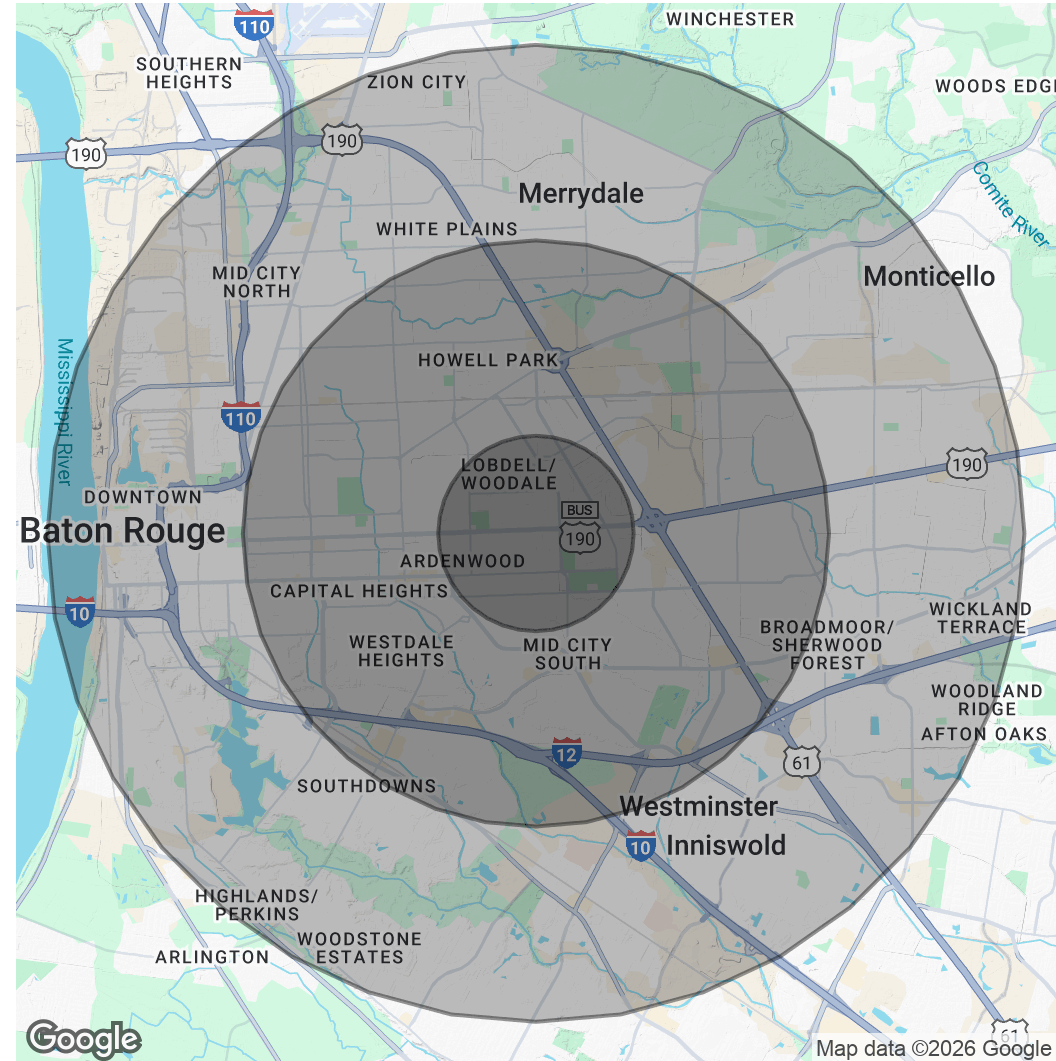 WINCHESTER
110
SOUTHERN
HEIGHTS
ZION CITY
WOODS EDG
190
190
Comite River
Merrydale
WHITE PLAINS
MID CITY
NORTH
Monticello
Mississippi River
HOWELL PARK
110
LOBDELL/
WOODALE
190
DOWNTOWN
BUS
190
Baton Rouge
ARDENWOOD
CAPITAL HEIGHTS
10
WICKLAND
TERRACE
BROADMOOR/
SHERWOOD
FOREST
WESTDALE
HEIGHTS
MID CITY
SOUTH
WOODLAND
RIDGE
AFTON OAKS
12
61
SOUTHDOWNS
Westminster
10
Inniswold
HIGHLANDS/
PERKINS
WOODSTONE
ESTATES
ARLINGTON
61
Google
Map data ©2026 Google